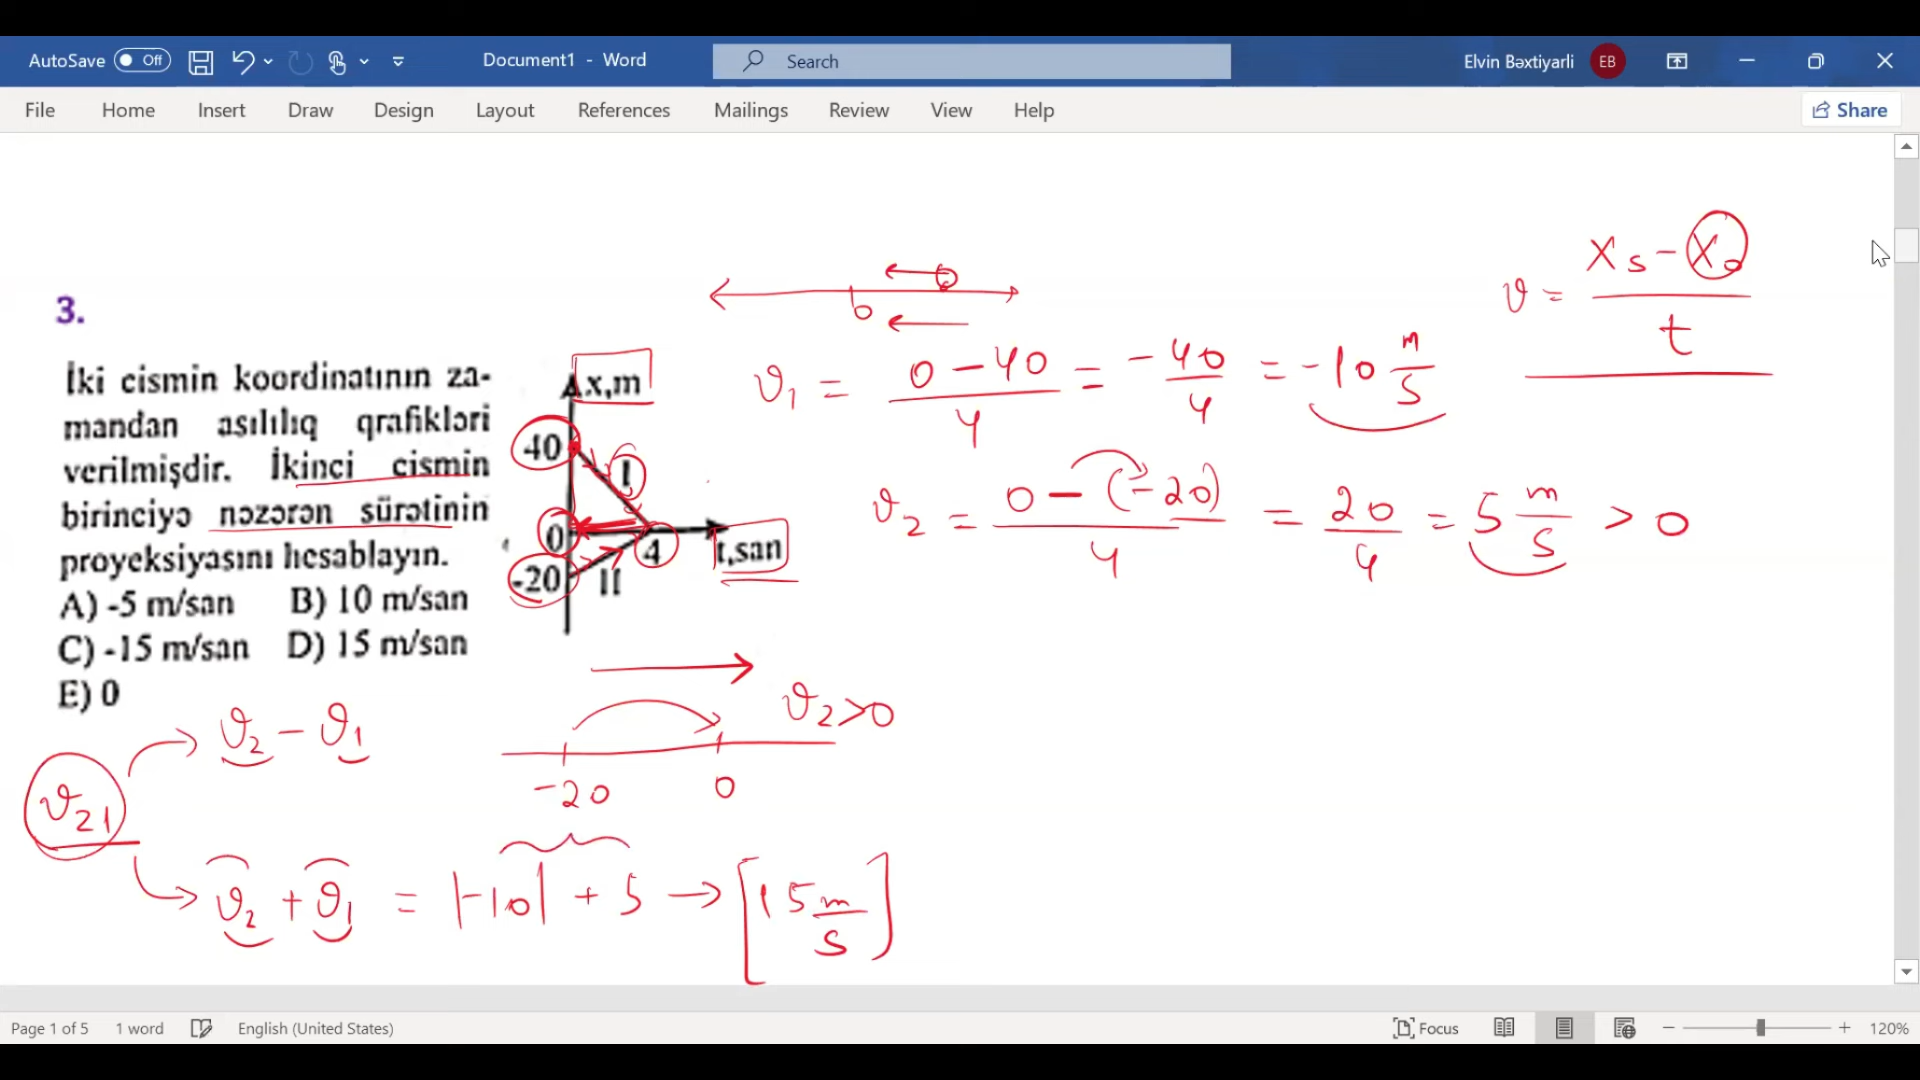 AutoSave Off Document1 - Word Search Elvin Bəxtiyarli EB
File Home Insert Draw Design Layout References Mailings Review View Help Share
3.
İki cismin koordinatının za-
mandan asılılıq qrafikləri
verilmişdir. İkinci cismin
birinciyə nəzərən sürətinin
proyeksiyasını hesablayın.
A) -5 m/san B) 10 m/san
C) -15 m/san D) 15 m/san
E) 0
x,m
40
I
0
4
t,san
-20
II
0
ϑ = (x_s - x_0) / t
ϑ₁ = (0 - 40) / 4 = -40 / 4 = -10 m/s
ϑ₂ = (0 - (-20)) / 4 = 20 / 4 = 5 m/s > 0
ϑ₂ > 0
-20 0
ϑ₂₁
ϑ₂ - ϑ₁
ϑ₂ + ϑ₁ = |-10| + 5 → [15 m/s]
Page 1 of 5 1 word English (United States) Focus 120%